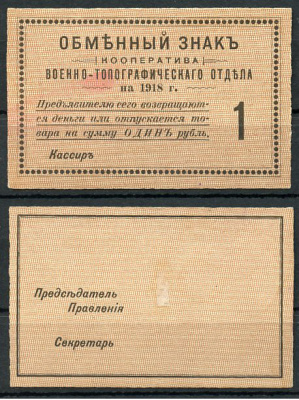 ОБМѢННЫЙ ЗНАКЪ
КООПЕРАТИВА
ВОЕННО-ТОПОГРАФИЧЕСКАГО ОТДѢЛА
на 1918 г.
Предъявителю сего возвращают-
ся деньги или отпускается то-
вара на сумму ОДИНЪ рубль.
1
Кассиръ
Предсѣдатель
Правленія
Секретарь